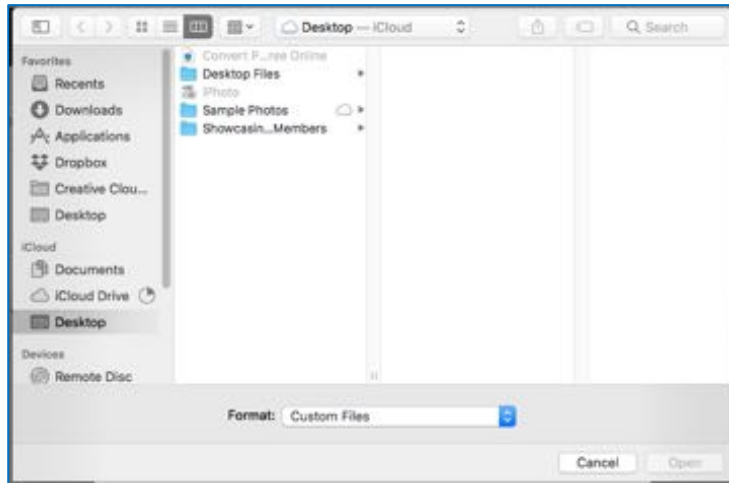 Desktop — iCloud
Search
Favorites
Recents
Downloads
Applications
Dropbox
Creative Clou...
Desktop
iCloud
Documents
iCloud Drive
Desktop
Devices
Remote Disc
Convert P...ree Online
Desktop Files
iPhoto
Sample Photos
Showcasin...Members
Format: Custom Files
Cancel Open